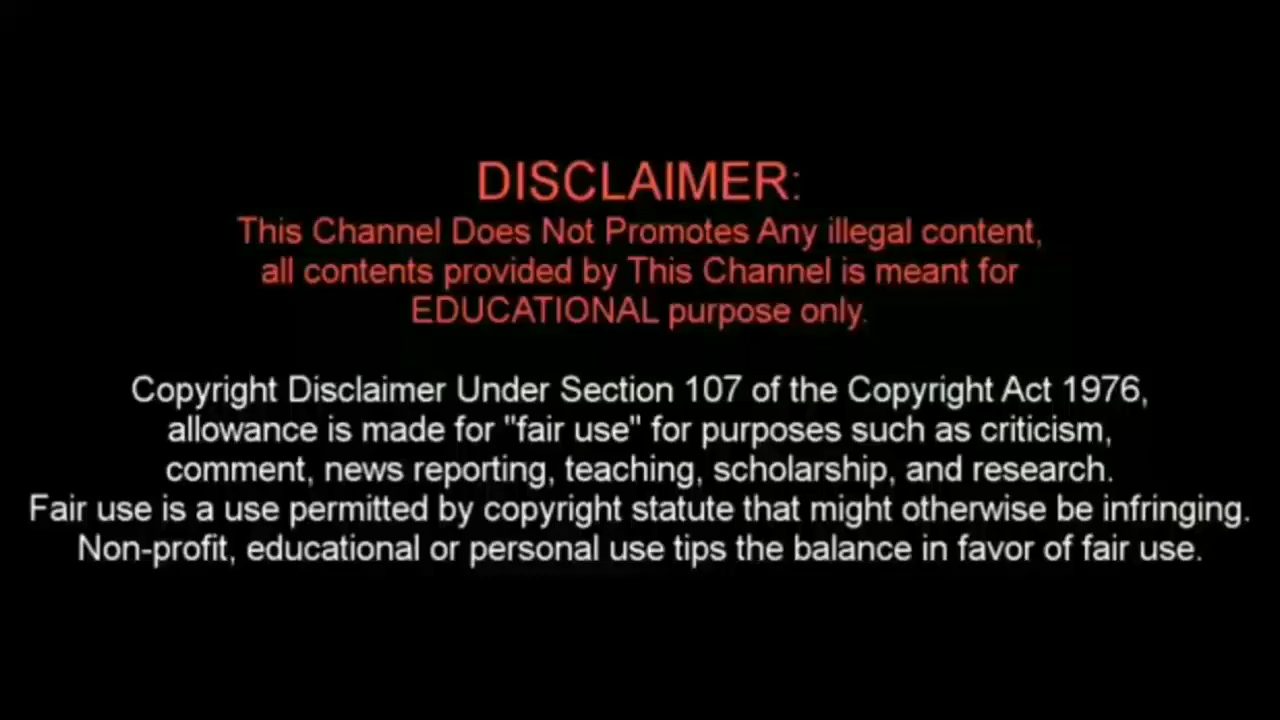 DISCLAIMER:
This Channel Does Not Promotes Any illegal content,
all contents provided by This Channel is meant for
EDUCATIONAL purpose only.
Copyright Disclaimer Under Section 107 of the Copyright Act 1976,
allowance is made for "fair use" for purposes such as criticism,
comment, news reporting, teaching, scholarship, and research.
Fair use is a use permitted by copyright statute that might otherwise be infringing.
Non-profit, educational or personal use tips the balance in favor of fair use.